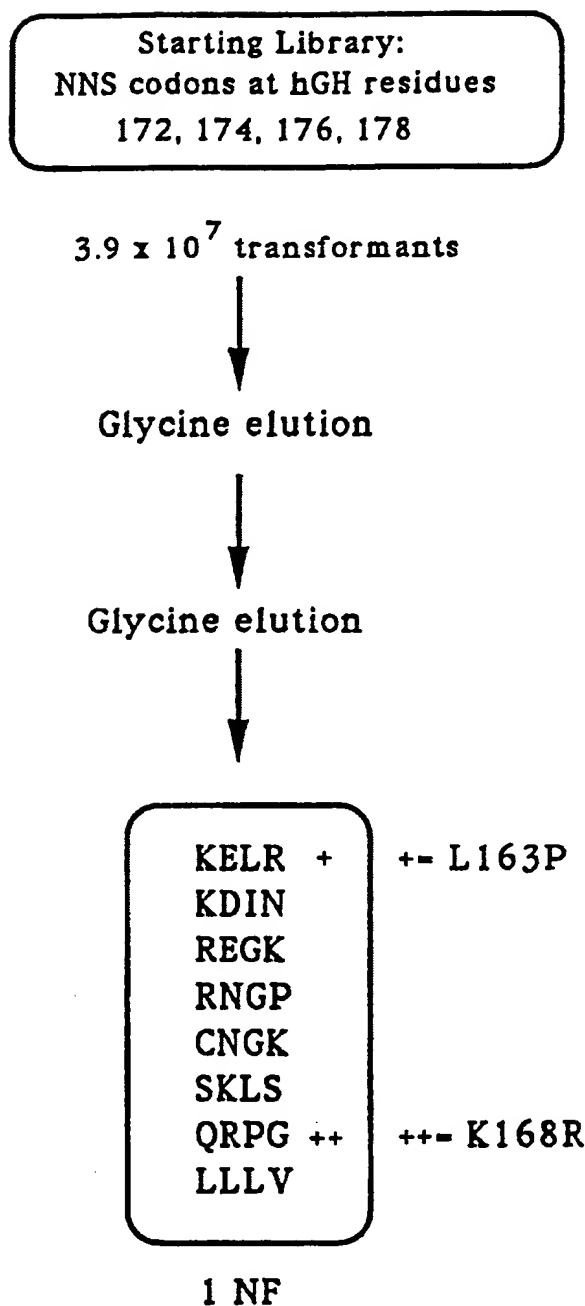 Starting Library:
NNS codons at hGH residues
172, 174, 176, 178
3.9 x 10^7 transformants
Glycine elution
Glycine elution
KELR + += L163P
KDIN
REGK
RNGP
CNGK
SKLS
QRPG ++ ++= K168R
LLLV
1 NF